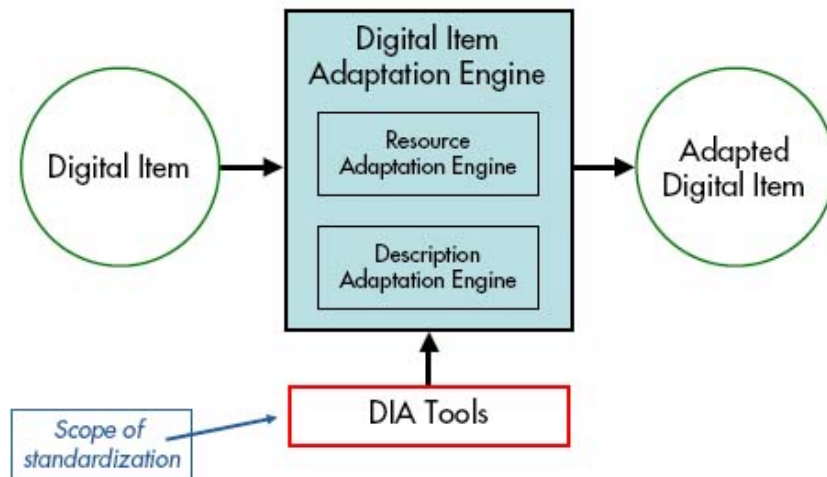 Digital Item
Digital Item
Adaptation Engine
Resource
Adaptation Engine
Description
Adaptation Engine
Adapted
Digital Item
DIA Tools
Scope of
standardization